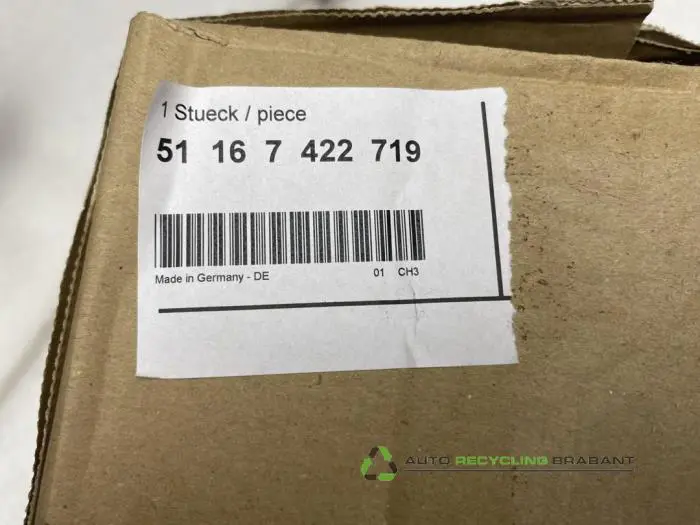 1 Stueck / piece
51 16 7 422 719
Made in Germany - DE 01 CH3
AUTO RECYCLING BRABANT